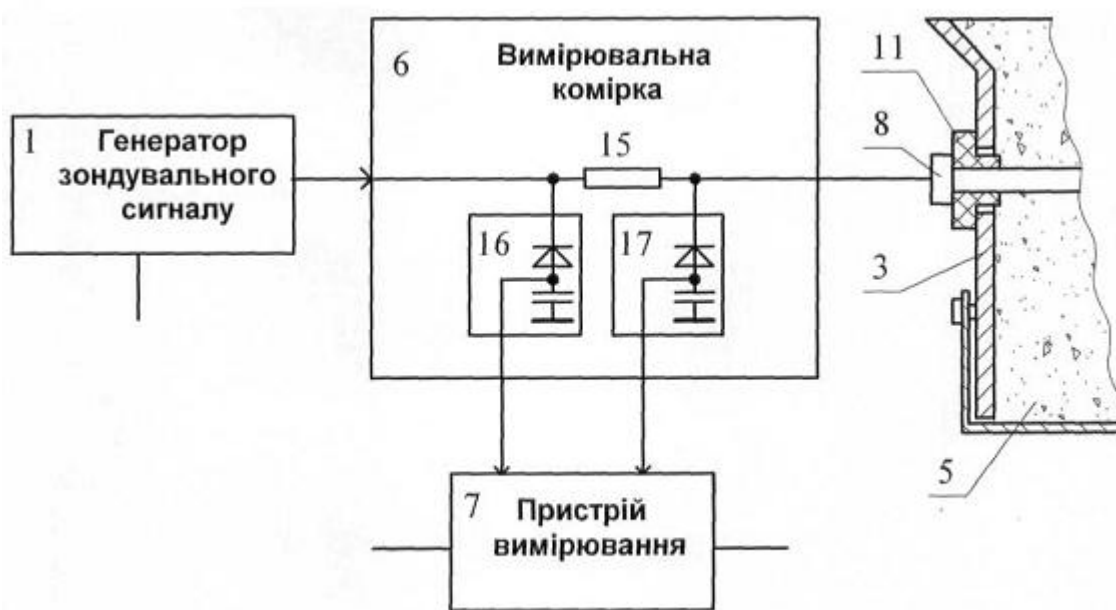 1
Генератор
зондувального
сигналу
6
Вимірювальна
комірка
15
16
17
7
Пристрій
вимірювання
11
8
3
5